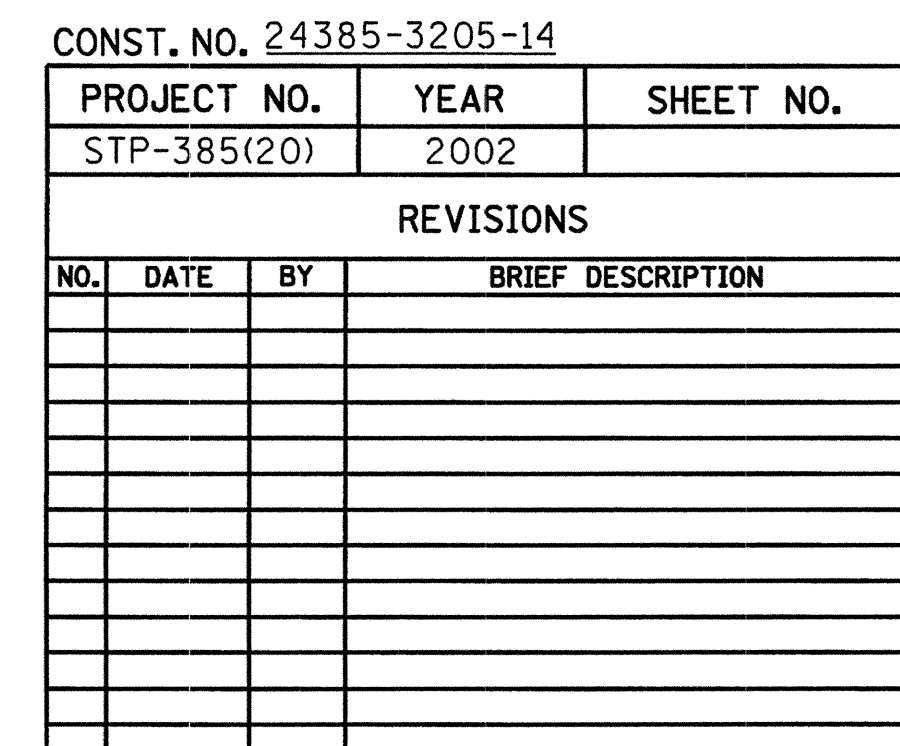 CONST. NO. 24385-3205-14
PROJECT NO. YEAR SHEET NO.
STP-385(20) 2002
REVISIONS
NO. DATE BY BRIEF DESCRIPTION